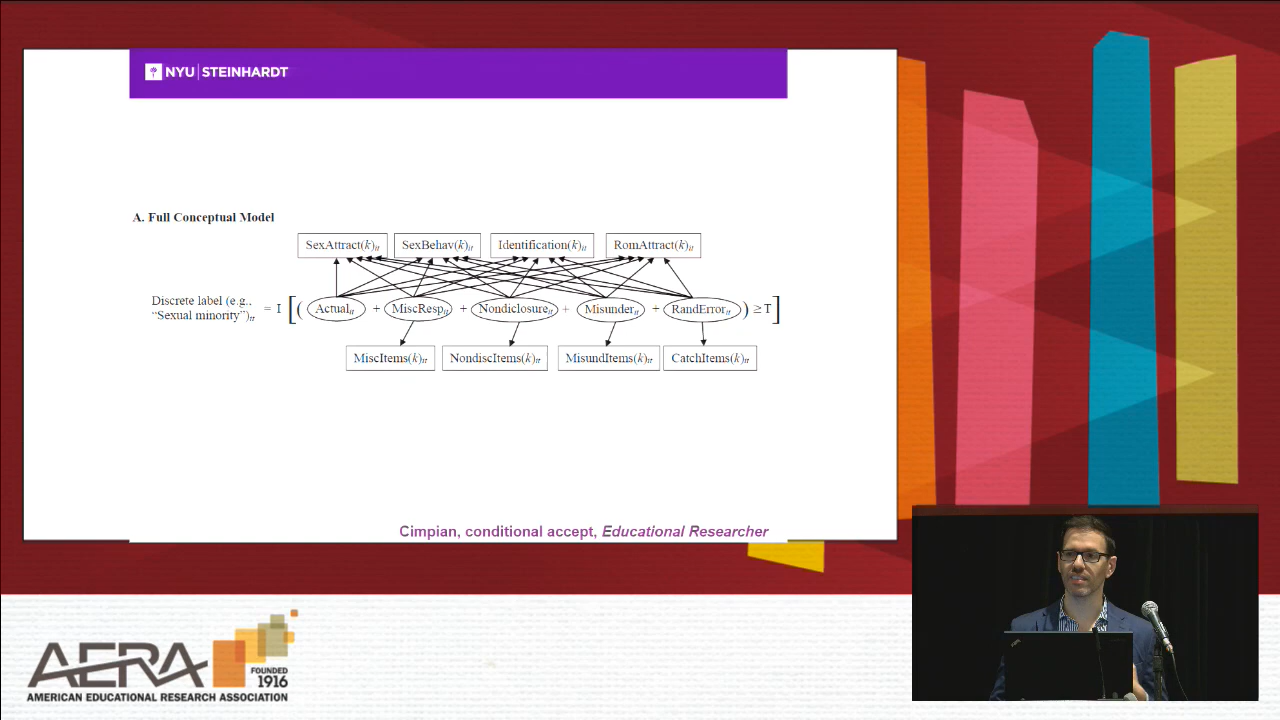 NYU | STEINHARDT
A. Full Conceptual Model
SexAttract(k)it SexBehav(k)it Identification(k)it RomAttract(k)it
Discrete label (e.g.,
“Sexual minority”)it = I [( Actualit + MiscRespit + Nondiclosureit + Misunderit + RandErrorit ) ≥ T]
MiscItems(k)it NondiscItems(k)it MisundItems(k)it CatchItems(k)it
Cimpian, conditional accept, Educational Researcher
AERA
FOUNDED
1916
AMERICAN EDUCATIONAL RESEARCH ASSOCIATION